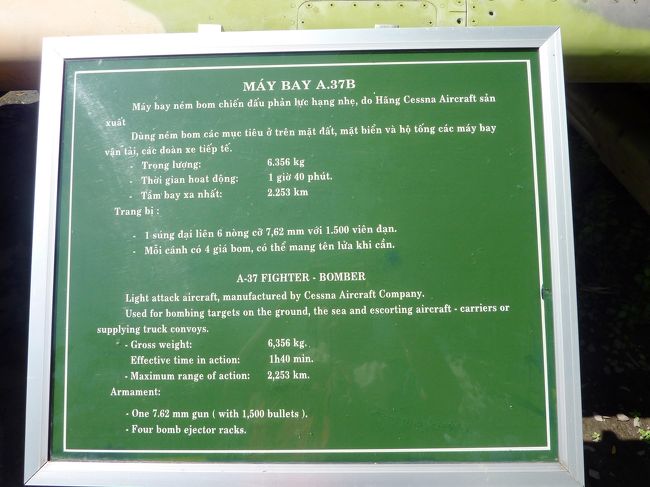 MÁY BAY A.37B
Máy bay ném bom chiến đấu phản lực hạng nhẹ, do Hãng Cessna Aircraft sản
xuất
Dùng ném bom các mục tiêu ở trên mặt đất, mặt biển và hộ tống các máy bay
vận tải, các đoàn xe tiếp tế.
- Trọng lượng: 6.356 kg
- Thời gian hoạt động: 1 giờ 40 phút.
- Tầm bay xa nhất: 2.253 km
Trang bị :
- 1 súng đại liên 6 nòng cỡ 7,62 mm với 1.500 viên đạn.
- Mỗi cánh có 4 giá bom, có thể mang tên lửa khi cần.
A-37 FIGHTER - BOMBER
Light attack aircraft, manufactured by Cessna Aircraft Company.
Used for bombing targets on the ground, the sea and escorting aircraft - carriers or
supplying truck convoys.
- Gross weight: 6,356 kg.
Effective time in action: 1h40 min.
- Maximum range of action: 2,253 km.
Armament:
- One 7.62 mm gun ( with 1,500 bullets ).
- Four bomb ejector racks.